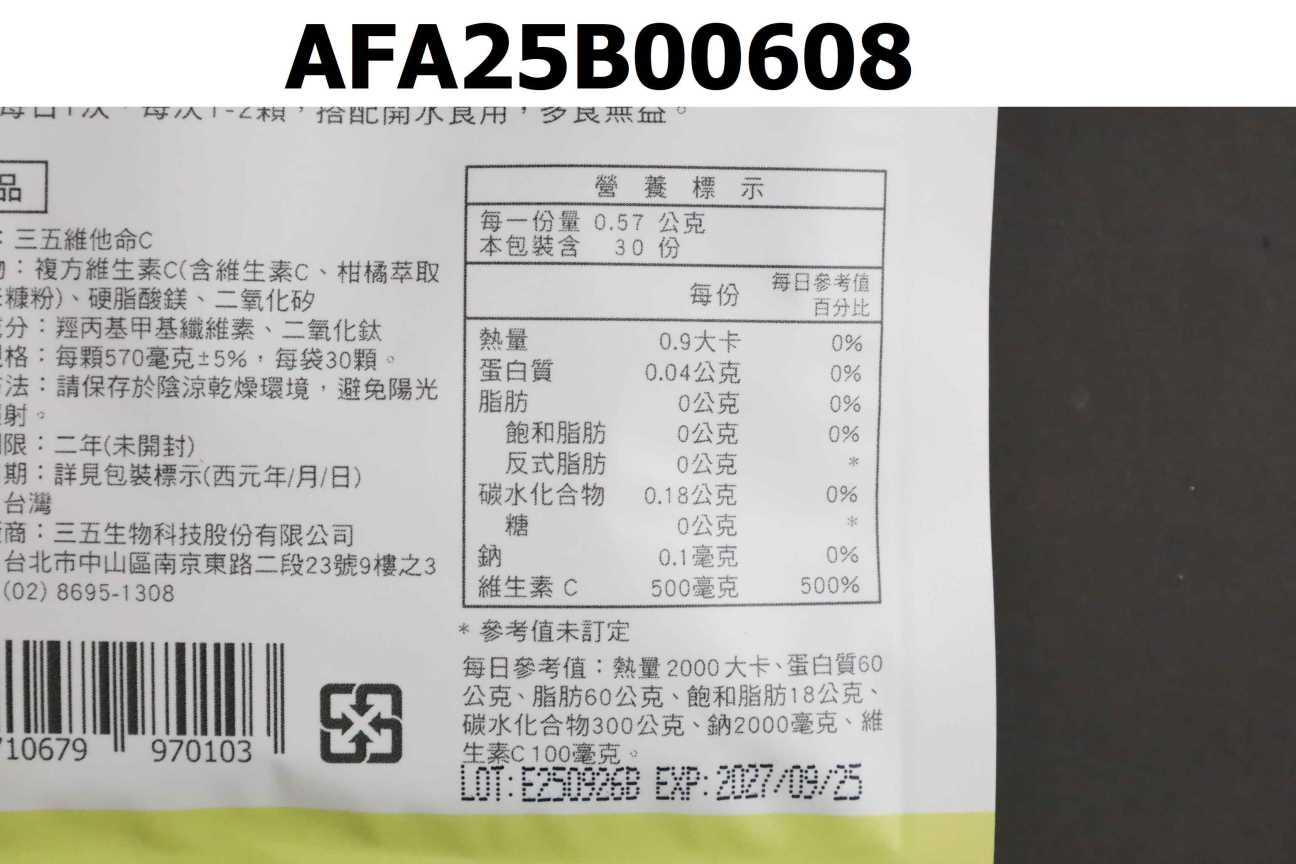 AFA25B00608
每日1次，每次1-2顆，搭配開水食用，多食無益。
品
：三五維他命C
物：複方維生素C(含維生素C、柑橘萃取
糠粉)、硬脂酸鎂、二氧化矽
分：羥丙基甲基纖維素、二氧化鈦
格：每顆570毫克±5%，每袋30顆。
法：請保存於陰涼乾燥環境，避免陽光
射。
限：二年(未開封)
期：詳見包裝標示(西元年/月/日)
台灣
商：三五生物科技股份有限公司
台北市中山區南京東路二段23號9樓之3
(02) 8695-1308
710679 970103
營養標示
每一份量 0.57 公克
本包裝含 30 份
每份 每日參考值百分比
熱量 0.9大卡 0%
蛋白質 0.04公克 0%
脂肪 0公克 0%
飽和脂肪 0公克 0%
反式脂肪 0公克 *
碳水化合物 0.18公克 0%
糖 0公克 *
鈉 0.1毫克 0%
維生素 C 500毫克 500%
* 參考值未訂定
每日參考值：熱量2000大卡、蛋白質60
公克、脂肪60公克、飽和脂肪18公克、
碳水化合物300公克、鈉2000毫克、維
生素C100毫克。
LOT:E250926B EXP:2027/09/25